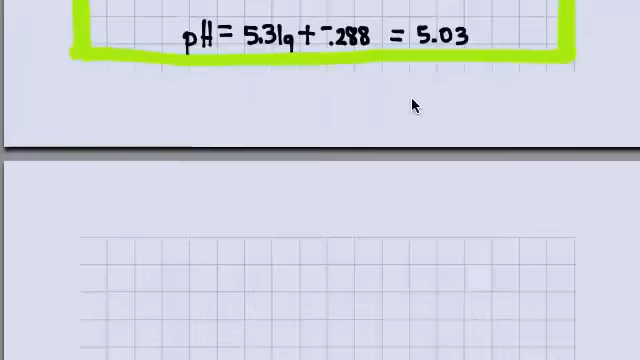 pH = 5.319 + -.288 = 5.03